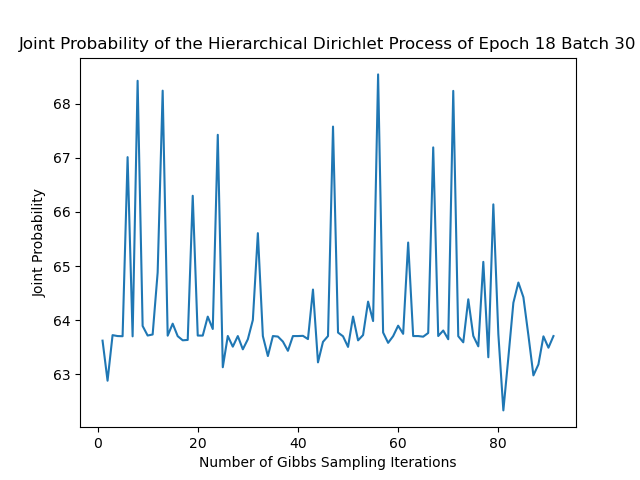 Joint Probability of the Hierarchical Dirichlet Process of Epoch 18 Batch 30
68
67
66
65
64
63
Joint Probability
0 20 40 60 80
Number of Gibbs Sampling Iterations